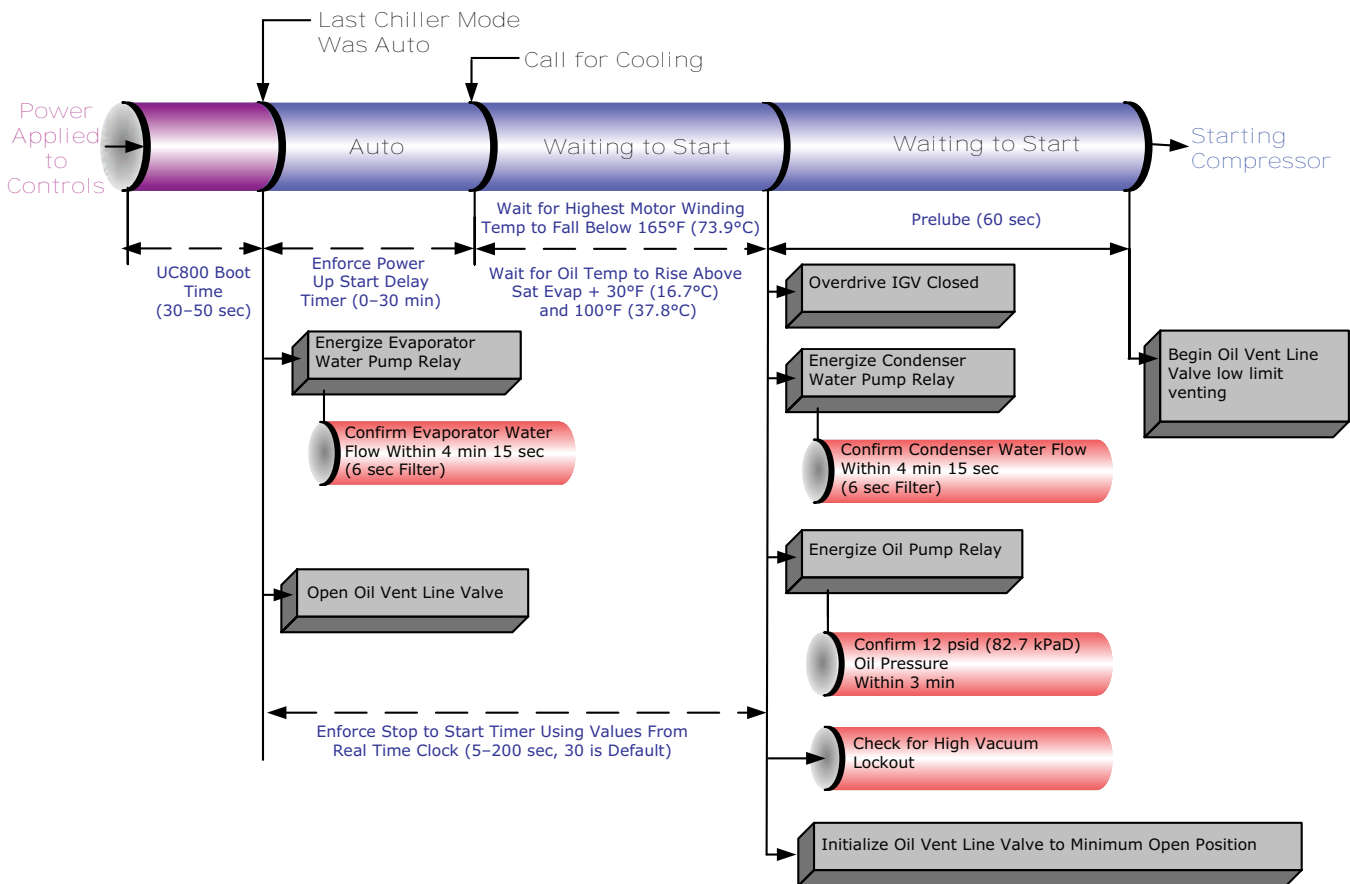 Last Chiller Mode
Was Auto
Call for Cooling
Power
Applied
to
Controls
Auto
Waiting to Start
Waiting to Start
Starting
Compressor
UC800 Boot
Time
(30–50 sec)
Enforce Power
Up Start Delay
Timer (0–30 min)
Wait for Highest Motor Winding
Temp to Fall Below 165°F (73.9°C)
Wait for Oil Temp to Rise Above
Sat Evap + 30°F (16.7°C)
and 100°F (37.8°C)
Prelube (60 sec)
Energize Evaporator
Water Pump Relay
Confirm Evaporator Water
Flow Within 4 min 15 sec
(6 sec Filter)
Open Oil Vent Line Valve
Enforce Stop to Start Timer Using Values From
Real Time Clock (5–200 sec, 30 is Default)
Overdrive IGV Closed
Energize Condenser
Water Pump Relay
Confirm Condenser Water Flow
Within 4 min 15 sec
(6 sec Filter)
Energize Oil Pump Relay
Confirm 12 psid (82.7 kPaD)
Oil Pressure
Within 3 min
Check for High Vacuum
Lockout
Initialize Oil Vent Line Valve to Minimum Open Position
Begin Oil Vent Line
Valve low limit
venting